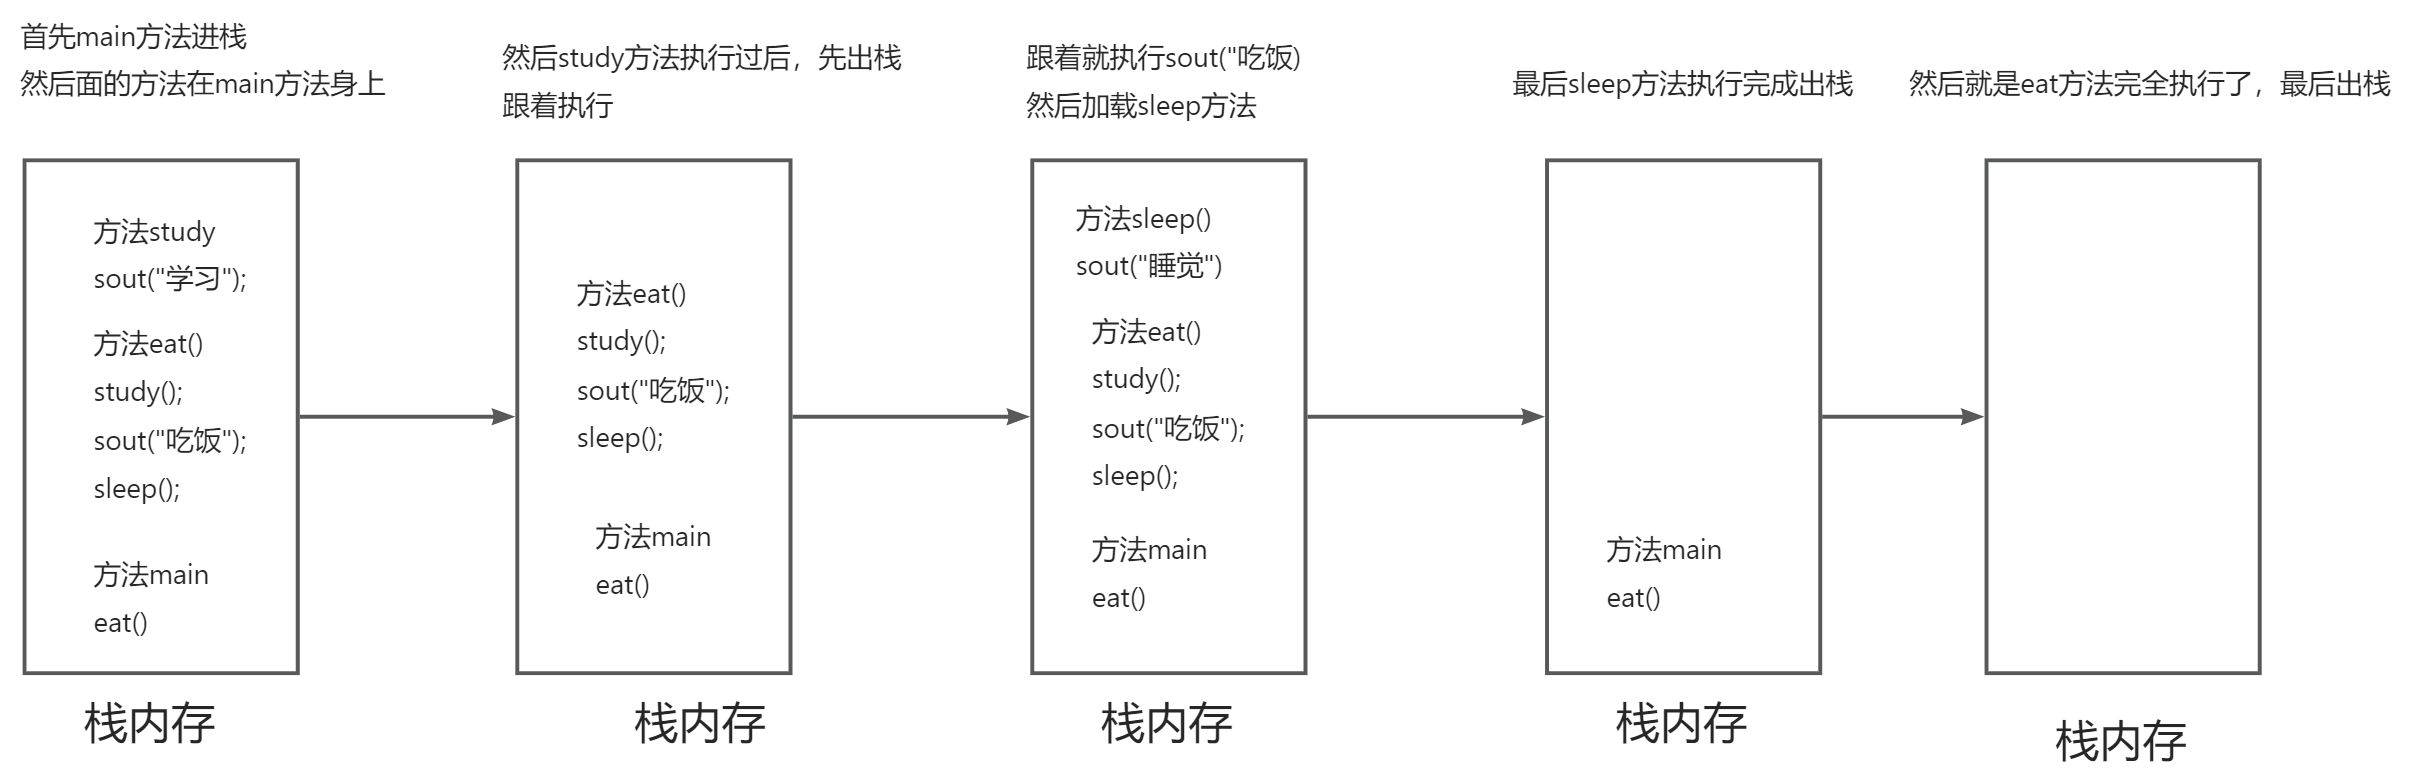 首先main方法进栈
然后面的方法在main方法身上
然后study方法执行过后，先出栈
跟着执行
跟着就执行sout("吃饭)
然后加载sleep方法
最后sleep方法执行完成出栈
然后就是eat方法完全执行了，最后出栈
方法study
sout("学习");
方法eat()
study();
sout("吃饭");
sleep();
方法main
eat()
栈内存
方法eat()
study();
sout("吃饭");
sleep();
方法main
eat()
栈内存
方法sleep()
sout("睡觉")
方法eat()
study();
sout("吃饭");
sleep();
方法main
eat()
栈内存
方法main
eat()
栈内存
栈内存